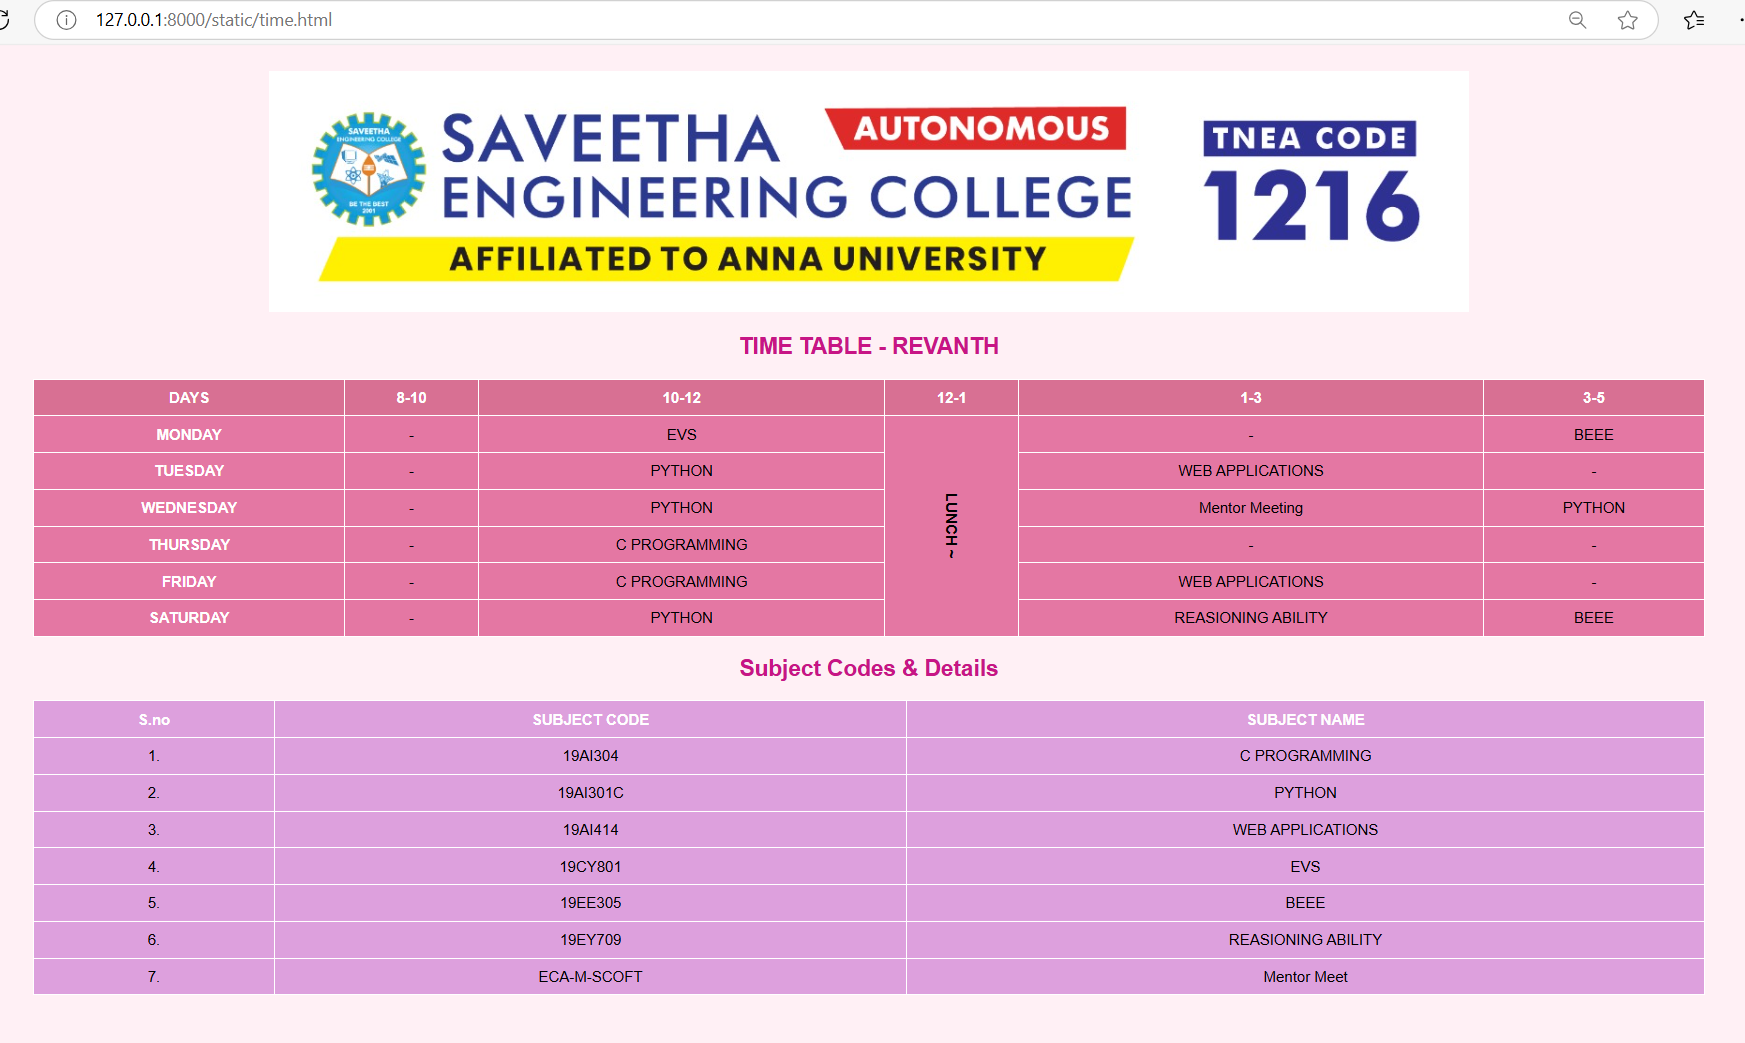 127.0.0.1:8000/static/time.html
SAVEETHA
ENGINEERING COLLEGE
BE THE BEST
2001
SAVEETHA AUTONOMOUS
ENGINEERING COLLEGE
AFFILIATED TO ANNA UNIVERSITY
TNEA CODE
1216
TIME TABLE - REVANTH
DAYS 8-10 10-12 12-1 1-3 3-5
MONDAY - EVS - BEEE
TUESDAY - PYTHON WEB APPLICATIONS -
WEDNESDAY - PYTHON Mentor Meeting PYTHON
LUNCH ~
THURSDAY - C PROGRAMMING - -
FRIDAY - C PROGRAMMING WEB APPLICATIONS -
SATURDAY - PYTHON REASIONING ABILITY BEEE
Subject Codes & Details
S.no SUBJECT CODE SUBJECT NAME
1. 19AI304 C PROGRAMMING
2. 19AI301C PYTHON
3. 19AI414 WEB APPLICATIONS
4. 19CY801 EVS
5. 19EE305 BEEE
6. 19EY709 REASIONING ABILITY
7. ECA-M-SCOFT Mentor Meet